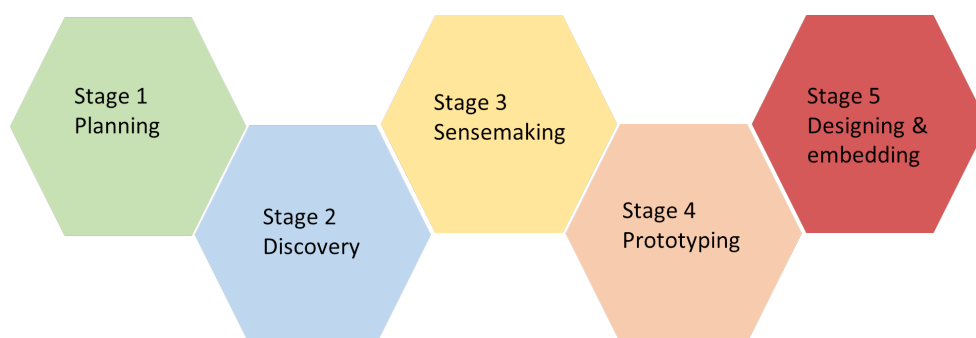 Stage 1
Planning
Stage 2
Discovery
Stage 3
Sensemaking
Stage 4
Prototyping
Stage 5
Designing &
embedding